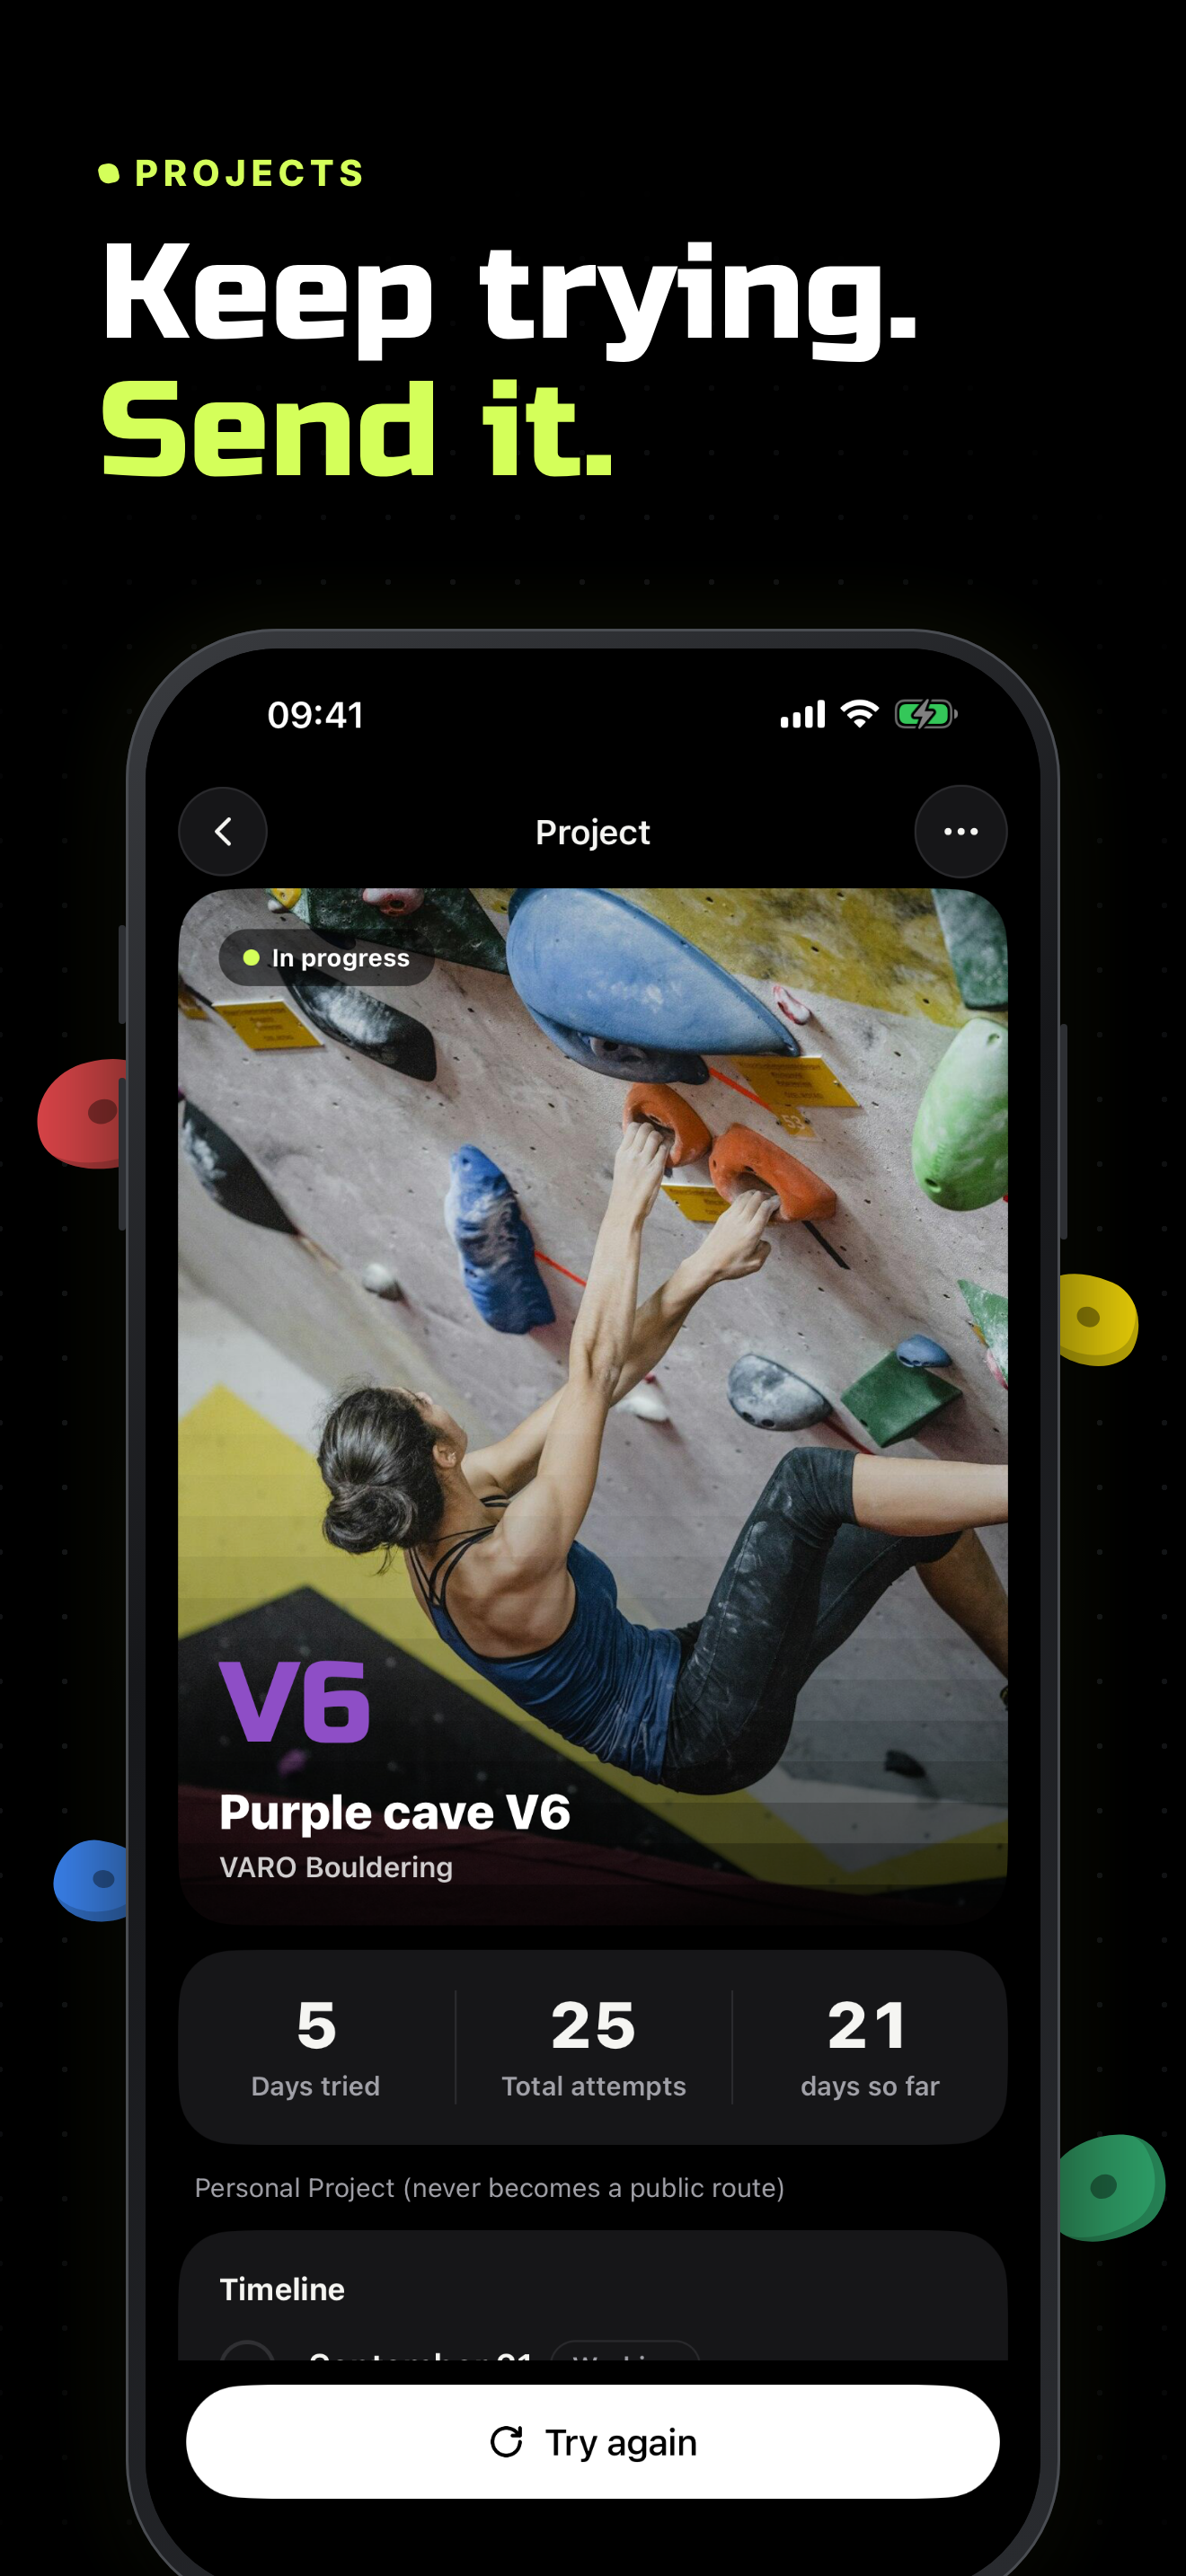 PROJECTS
Keep trying.
Send it.
09:41
Project
In progress
53
V6
Purple cave V6
VARO Bouldering
5
25
21
Days tried
Total attempts
days so far
Personal Project (never becomes a public route)
Timeline
Try again